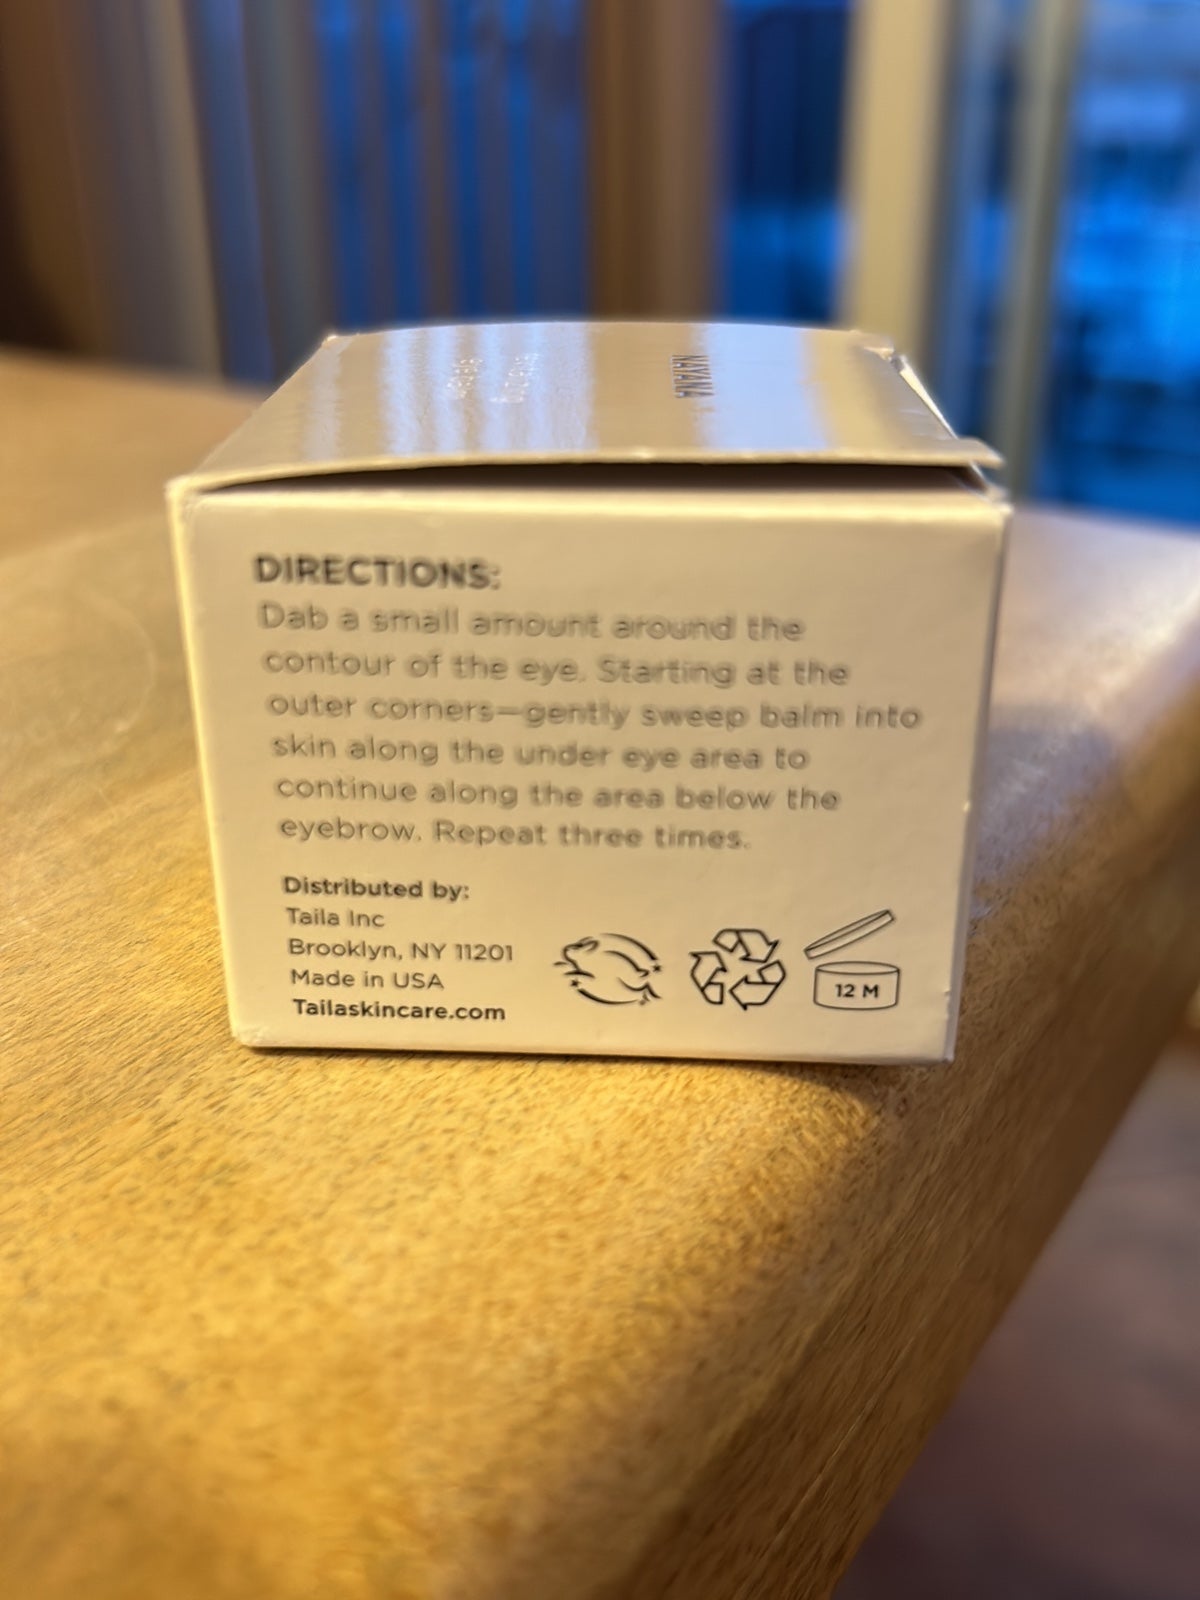 NAYANA
DIRECTIONS:
Dab a small amount around the
contour of the eye. Starting at the
outer corners—gently sweep balm into
skin along the under eye area to
continue along the area below the
eyebrow. Repeat three times.
Distributed by:
Taila Inc
Brooklyn, NY 11201
Made in USA
Tailaskincare.com
12 M